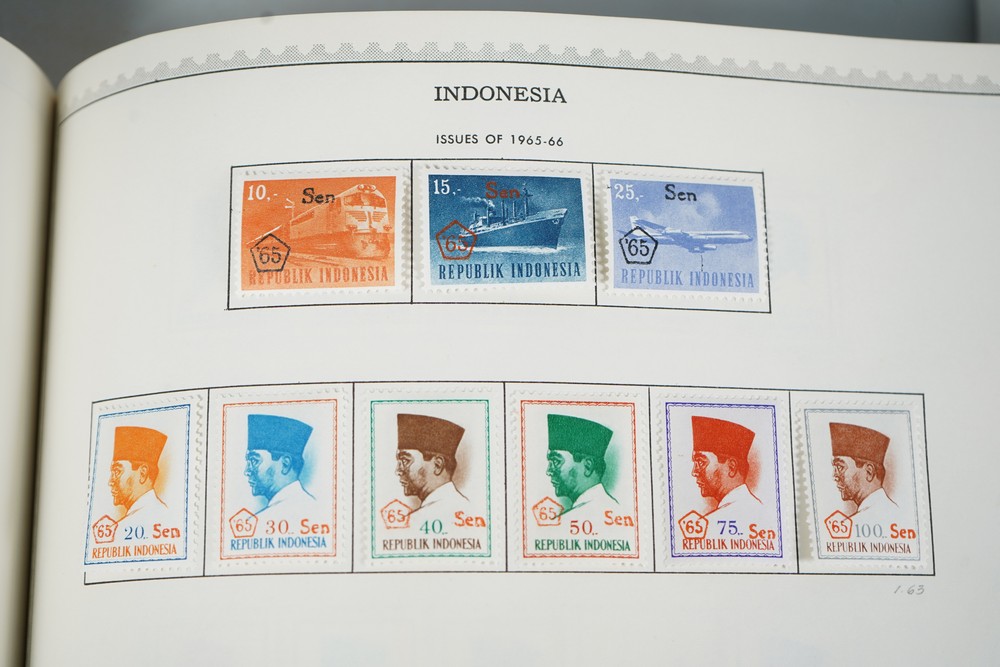 INDONESIA
ISSUES OF 1965-66
10,- Sen
'65
REPUBLIK INDONESIA
15,- Sen
'65
REPUBLIK INDONESIA
25,- Sen
'65
REPUBLIK INDONESIA
'65 20.. Sen
REPUBLIK INDONESIA
'65 30.. Sen
REPUBLIK INDONESIA
'65 40.. Sen
REPUBLIK INDONESIA
'65 50.. Sen
REPUBLIK INDONESIA
'65 75.. Sen
REPUBLIK INDONESIA
'65 100.. Sen
REPUBLIK INDONESIA
1.63